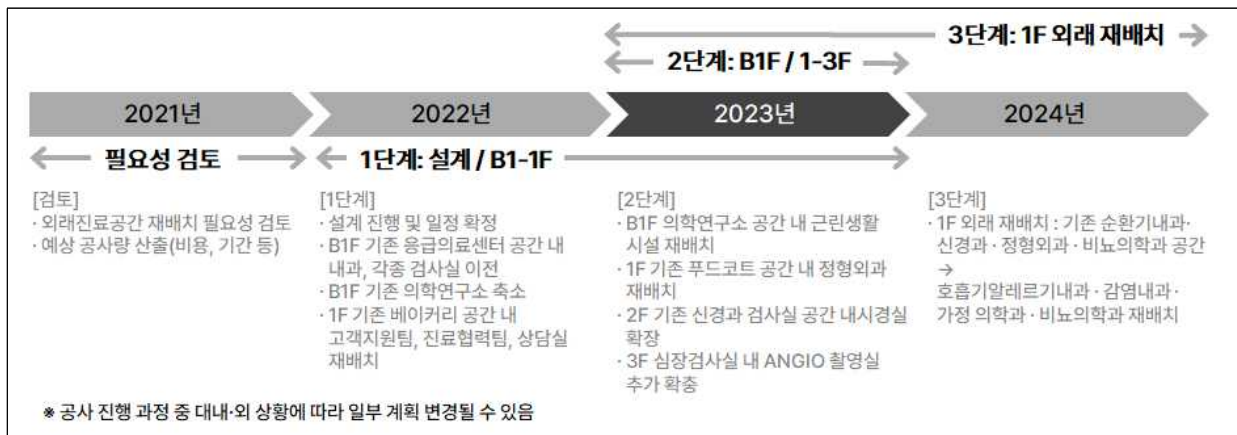 3단계: 1F 외래 재배치
2단계: B1F / 1-3F
2021년
2022년
2023년
2024년
필요성 검토
1단계: 설계 / B1-1F
[검토]
· 외래진료공간 재배치 필요성 검토
· 예상 공사량 산출(비용, 기간 등)
[1단계]
· 설계 진행 및 일정 확정
· B1F 기존 응급의료센터 공간 내
내과, 각종 검사실 이전
· B1F 기존 의학연구소 축소
· 1F 기존 베이커리 공간 내
고객지원팀, 진료협력팀, 상담실
재배치
[2단계]
· B1F 의학연구소 공간 내 근린생활
시설 재배치
· 1F 기존 푸드코트 공간 내 정형외과
재배치
· 2F 기존 신경과 검사실 공간 내시경실
확장
· 3F 심장검사실 내 ANGIO 촬영실
추가 확충
[3단계]
· 1F 외래 재배치 : 기존 순환기내과·
신경과 · 정형외과 · 비뇨의학과 공간
→
호흡기알레르기내과 · 감염내과 ·
가정 의학과 · 비뇨의학과 재배치
※ 공사 진행 과정 중 대내·외 상황에 따라 일부 계획 변경될 수 있음